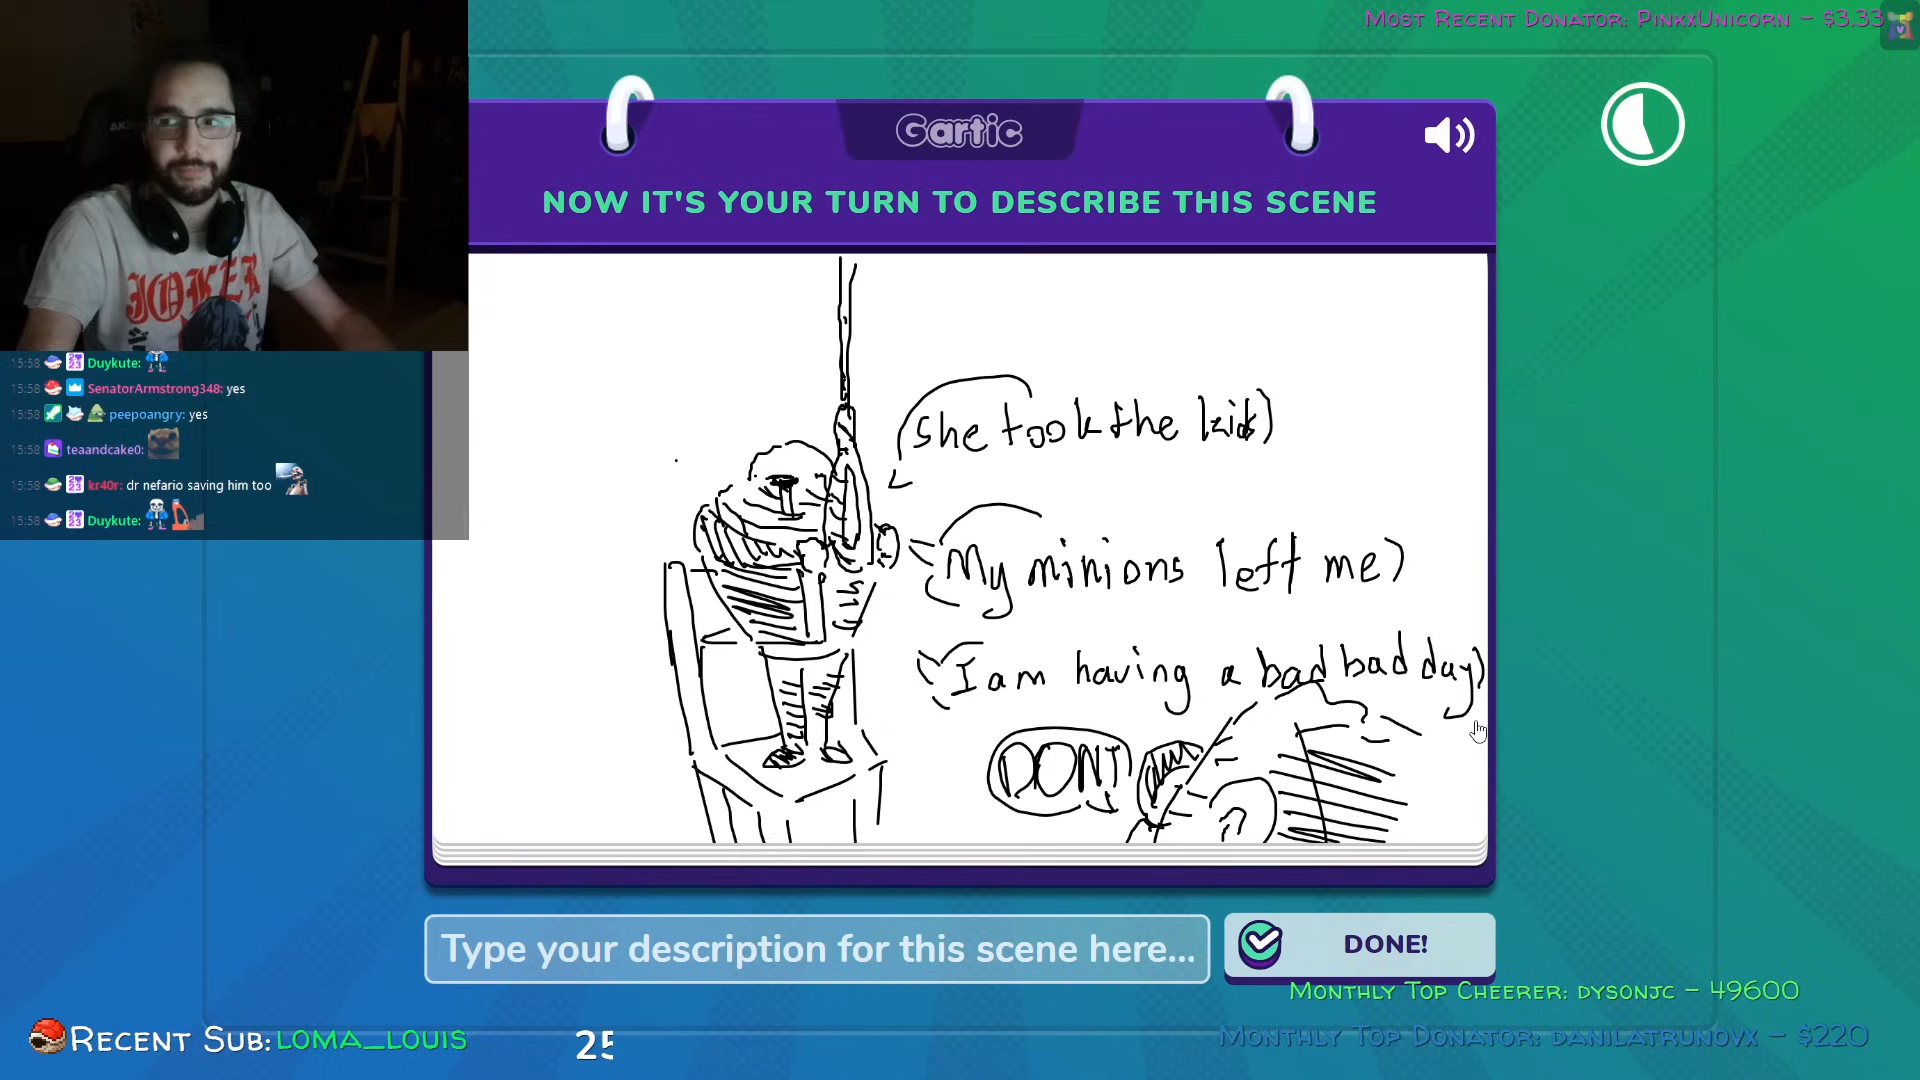 MOST RECENT DONATOR: PINKXUNICORN - $3.33
Gartic
NOW IT'S YOUR TURN TO DESCRIBE THIS SCENE
JOKER
15:58 Duykute:
15:58 SenatorArmstrong348: yes
15:58 peepoangry: yes
15:58 teaandcake0:
15:58 kr40r: dr nefario saving him too
15:58 Duykute:
she took the kids
My minions left me
I am having a bad bad day
DONT
Type your description for this scene here...
DONE!
MONTHLY TOP CHEERER: DYSONJC - 49600
RECENT SUB: LOMA_LOUIS
25
MONTHLY TOP DONATOR: DANILATRUNOVX - $220